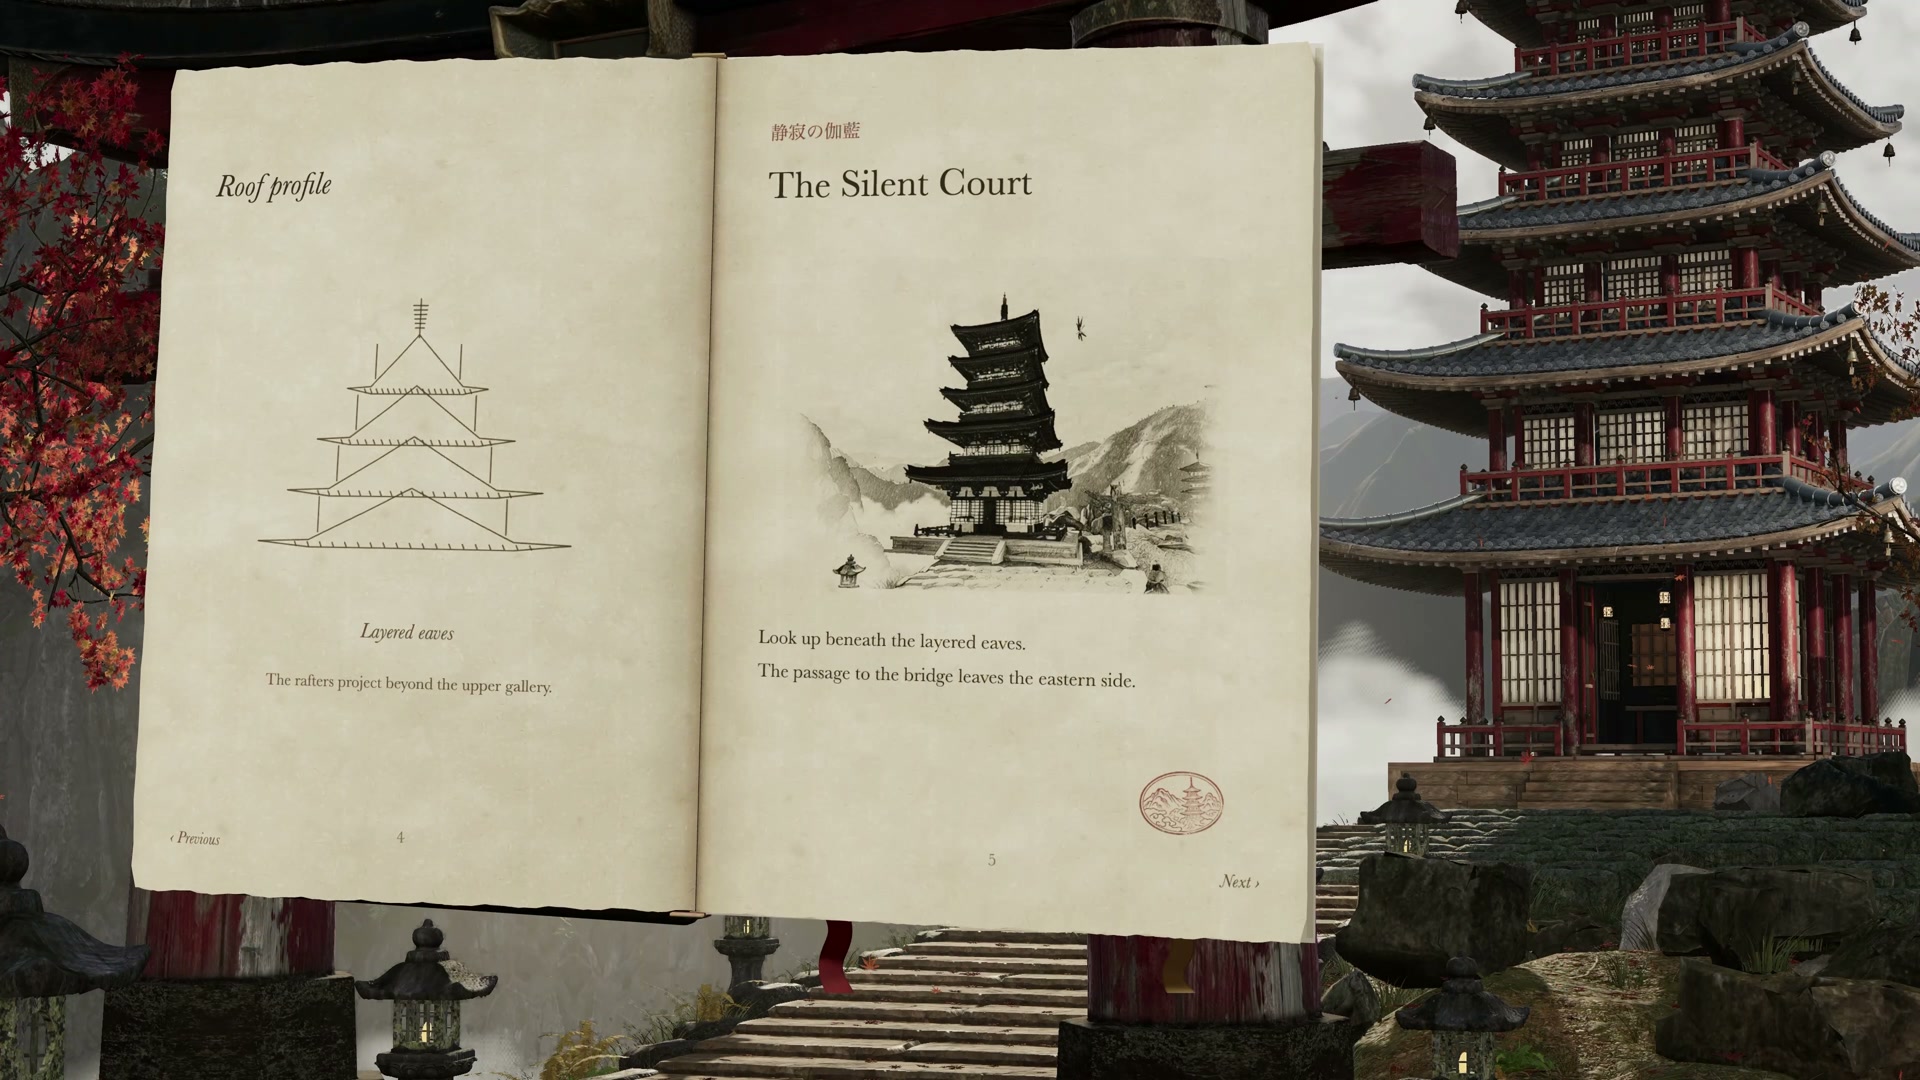 Roof profile
Layered eaves
The rafters project beyond the upper gallery.
‹ Previous
4
静寂の伽藍
The Silent Court
Look up beneath the layered eaves.
The passage to the bridge leaves the eastern side.
5
Next ›